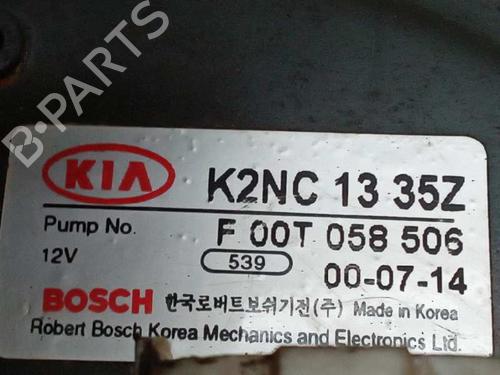 B-PARTS
KIA K2NC 13 35Z
Pump No. F 00T 058 506
12V 539 00-07-14
BOSCH 한국로버트보쉬기전(주) Made in Korea
Robert Bosch Korea Mechanics and Electronics Ltd.